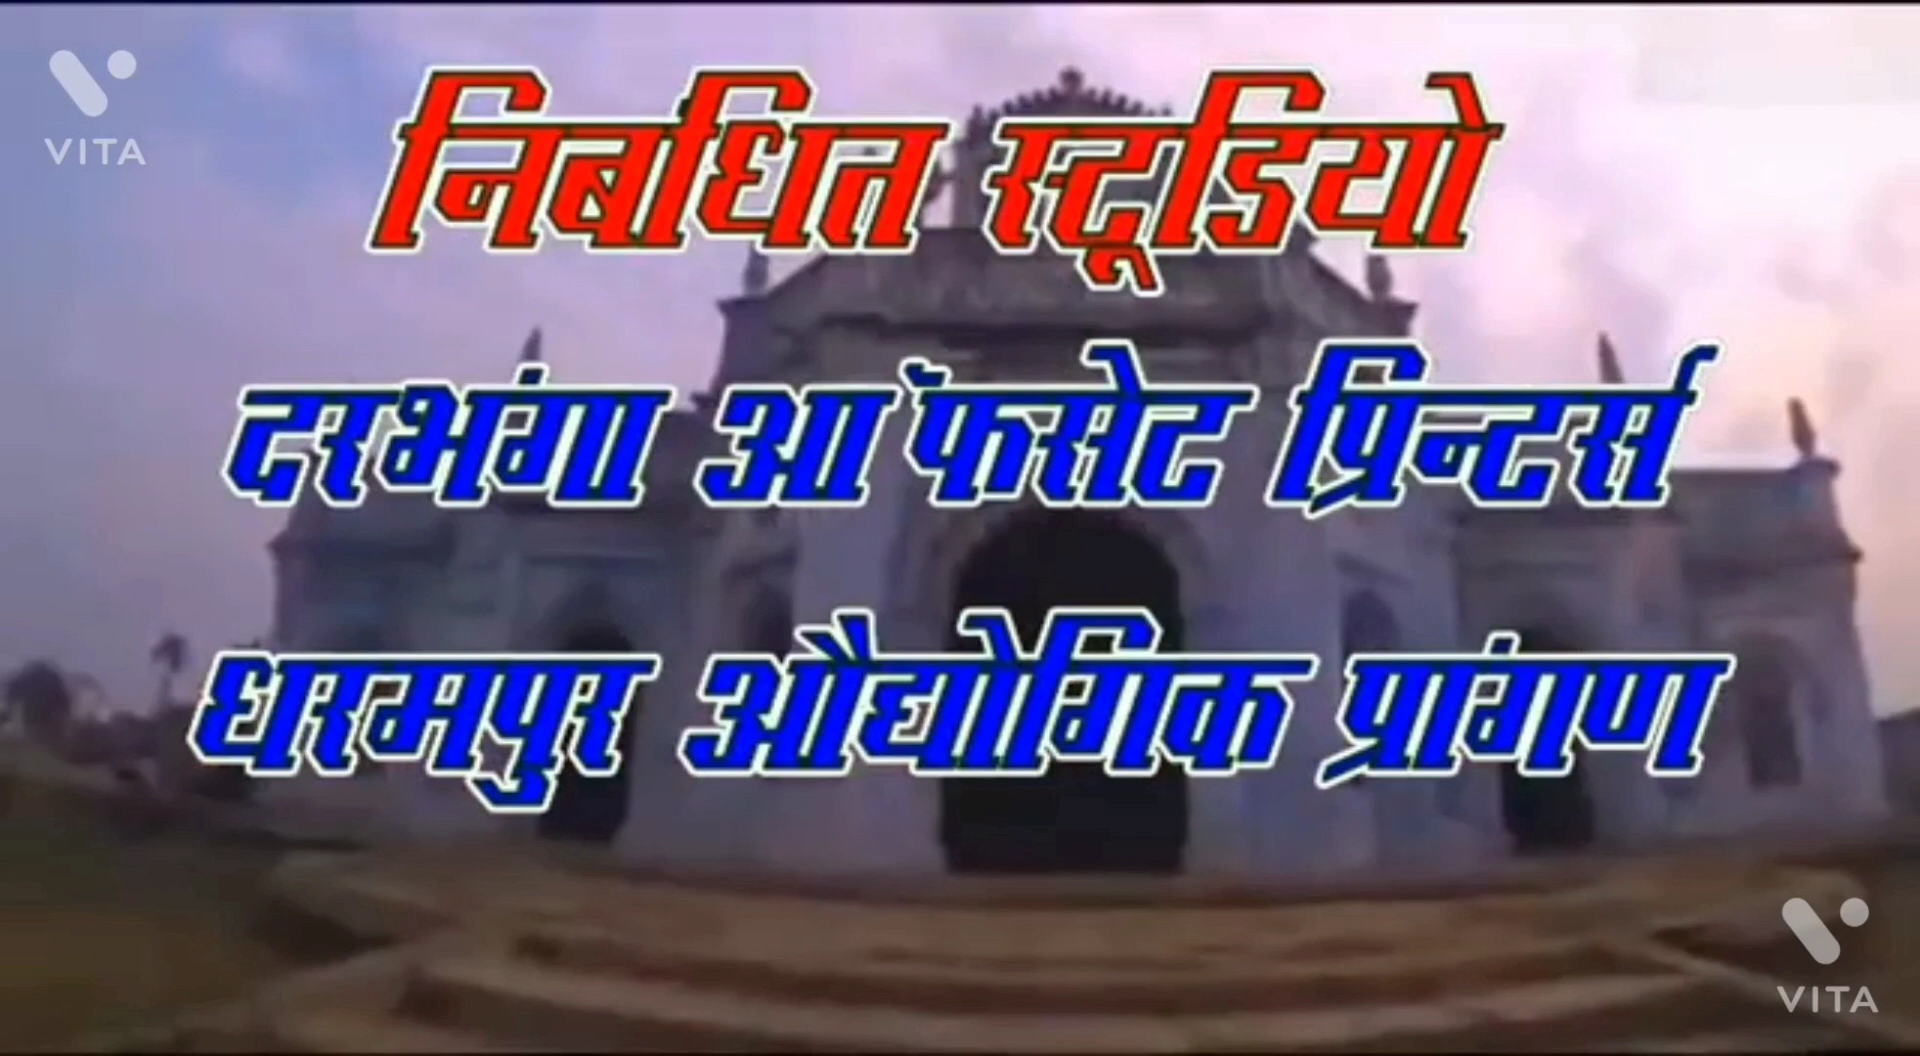 VITA
निबधित स्टूडियो
दरभंगा आॅफसेट प्रिन्टर्स
धरमपुर औद्योगिक प्रांगण
VITA